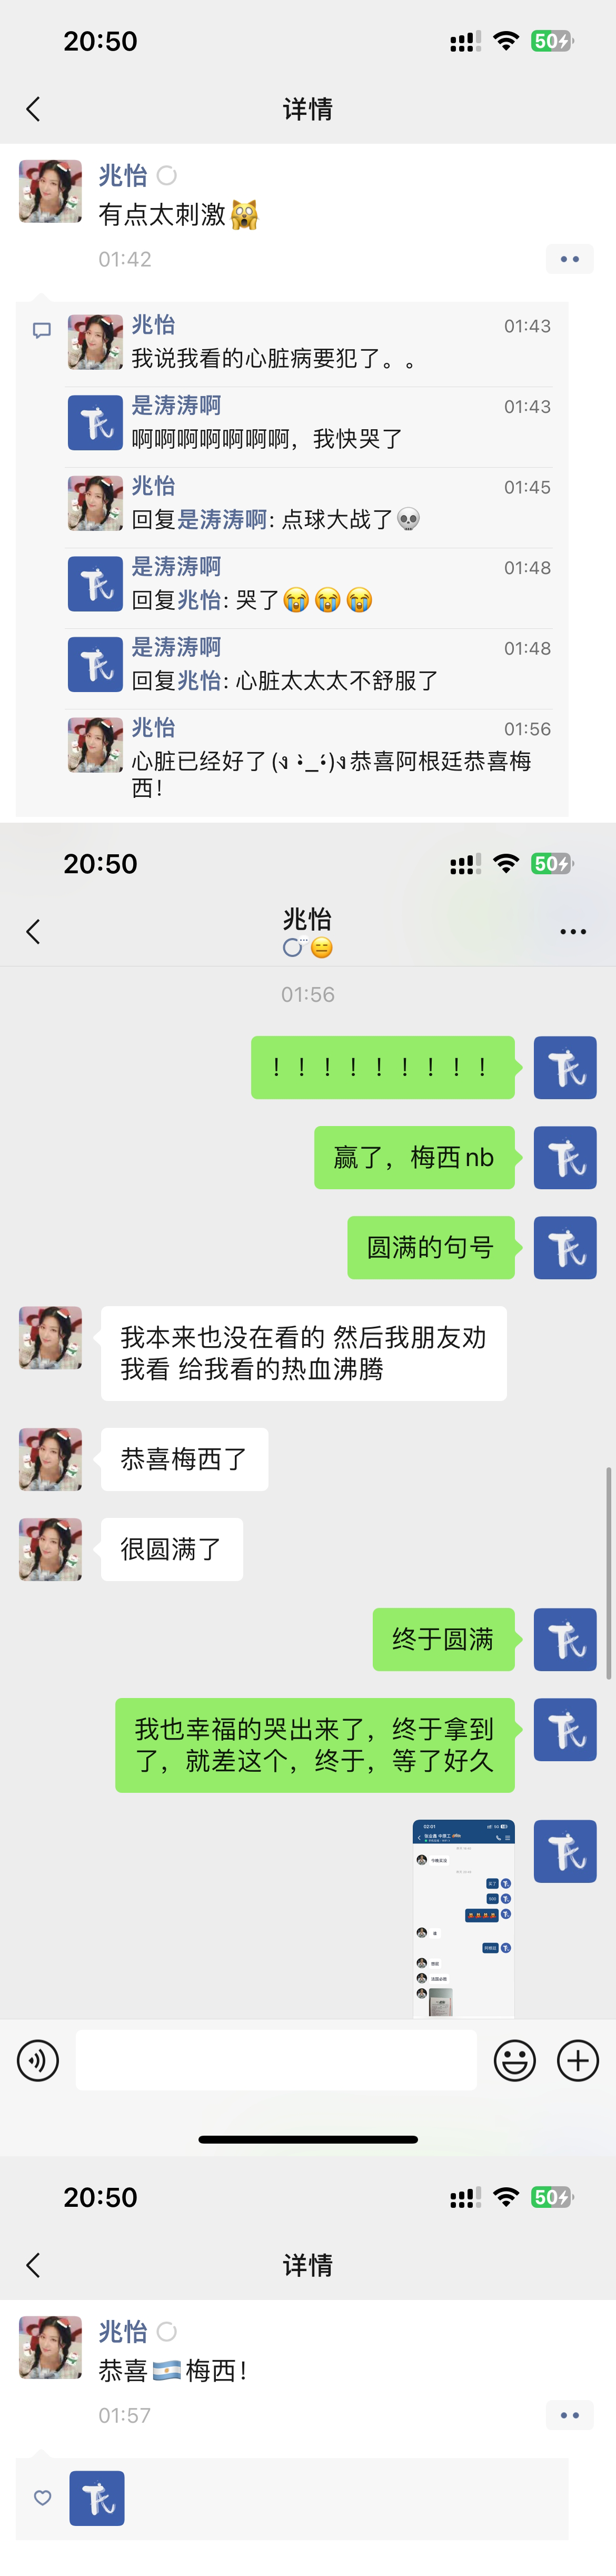 20:50
50
详情
兆怡
有点太刺激🙀
01:42
兆怡
01:43
我说我看的心脏病要犯了。。
是涛涛啊
01:43
啊啊啊啊啊啊啊，我快哭了
兆怡
01:45
回复是涛涛啊: 点球大战了💀
是涛涛啊
01:48
回复兆怡: 哭了😭😭😭
是涛涛啊
01:48
回复兆怡: 心脏太太太不舒服了
兆怡
01:56
心脏已经好了(ง •̀_•́)ง恭喜阿根廷恭喜梅
西！
20:50
50
兆怡
😑
01:56
！！！！！！！！！
赢了，梅西nb
圆满的句号
我本来也没在看的 然后我朋友劝
我看 给我看的热血沸腾
恭喜梅西了
很圆满了
终于圆满
我也幸福的哭出来了，终于拿到
了，就差这个，终于，等了好久
02:01
20:50
50
详情
兆怡
恭喜🇦🇷梅西！
01:57